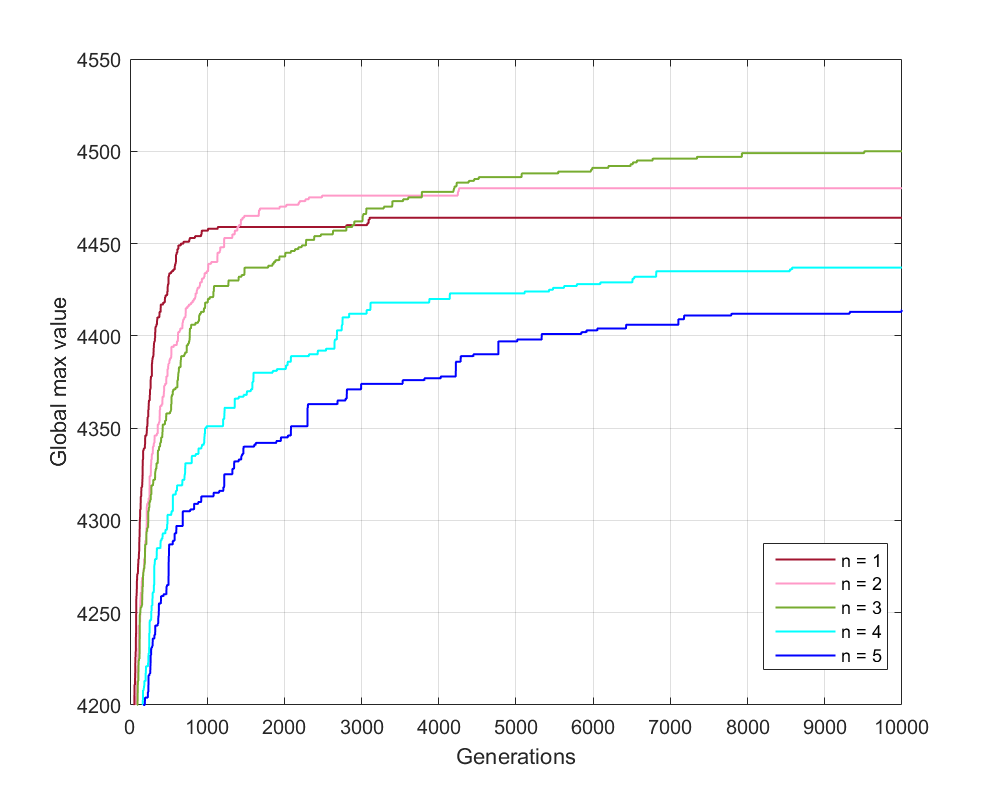 4550
4500
4450
4400
4350
4300
4250
4200
Global max value
n = 1
n = 2
n = 3
n = 4
n = 5
0 1000 2000 3000 4000 5000 6000 7000 8000 9000 10000
Generations